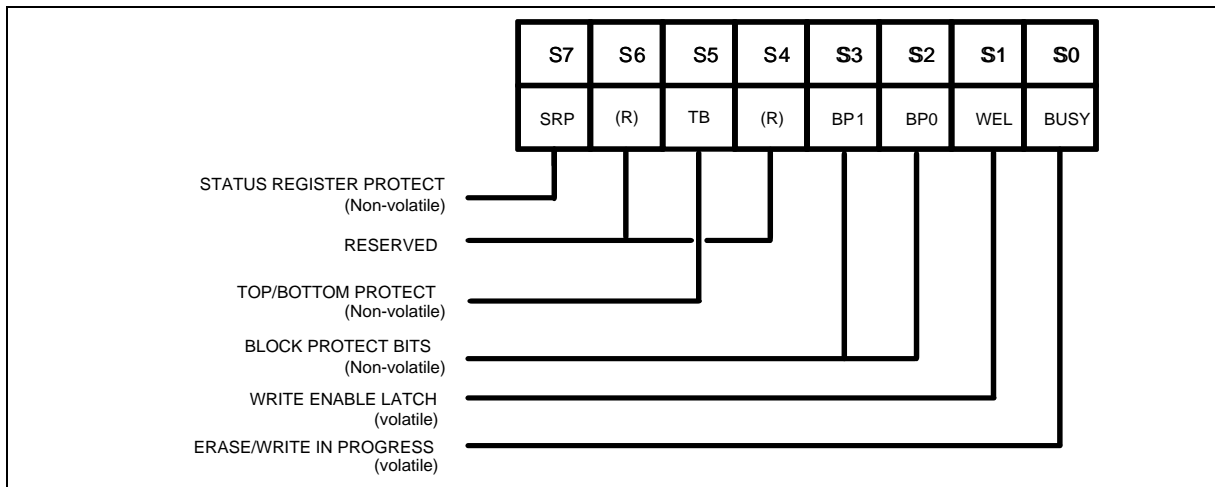 S7 S6 S5 S4 S3 S2 S1 S0
SRP (R) TB (R) BP1 BP0 WEL BUSY
STATUS REGISTER PROTECT
(Non-volatile)
RESERVED
TOP/BOTTOM PROTECT
(Non-volatile)
BLOCK PROTECT BITS
(Non-volatile)
WRITE ENABLE LATCH
(volatile)
ERASE/WRITE IN PROGRESS
(volatile)